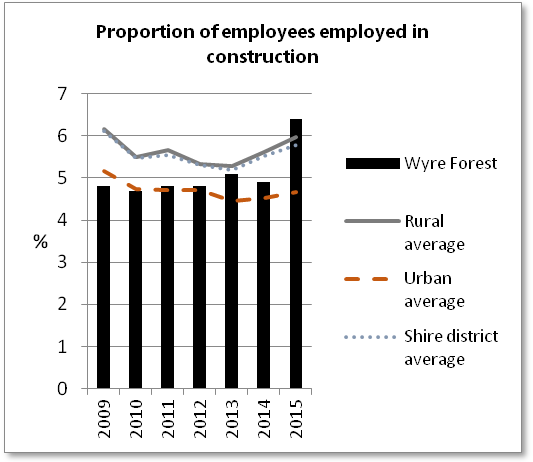 Proportion of employees employed in
construction
7
6
5
4
3
2
1
0
%
2009
2010
2011
2012
2013
2014
2015
Wyre Forest
Rural
average
Urban
average
Shire district
average